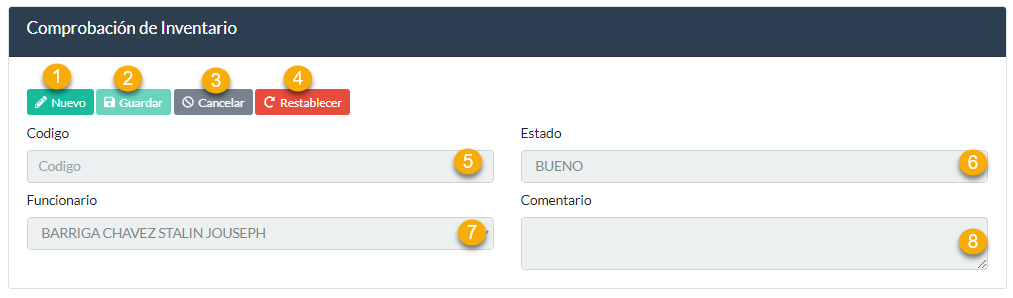 Comprobación de Inventario
1 2 3 4
Nuevo Guardar Cancelar Restablecer
Codigo Estado
Codigo 5 BUENO 6
Funcionario Comentario
BARRIGA CHAVEZ STALIN JOUSEPH 7
8